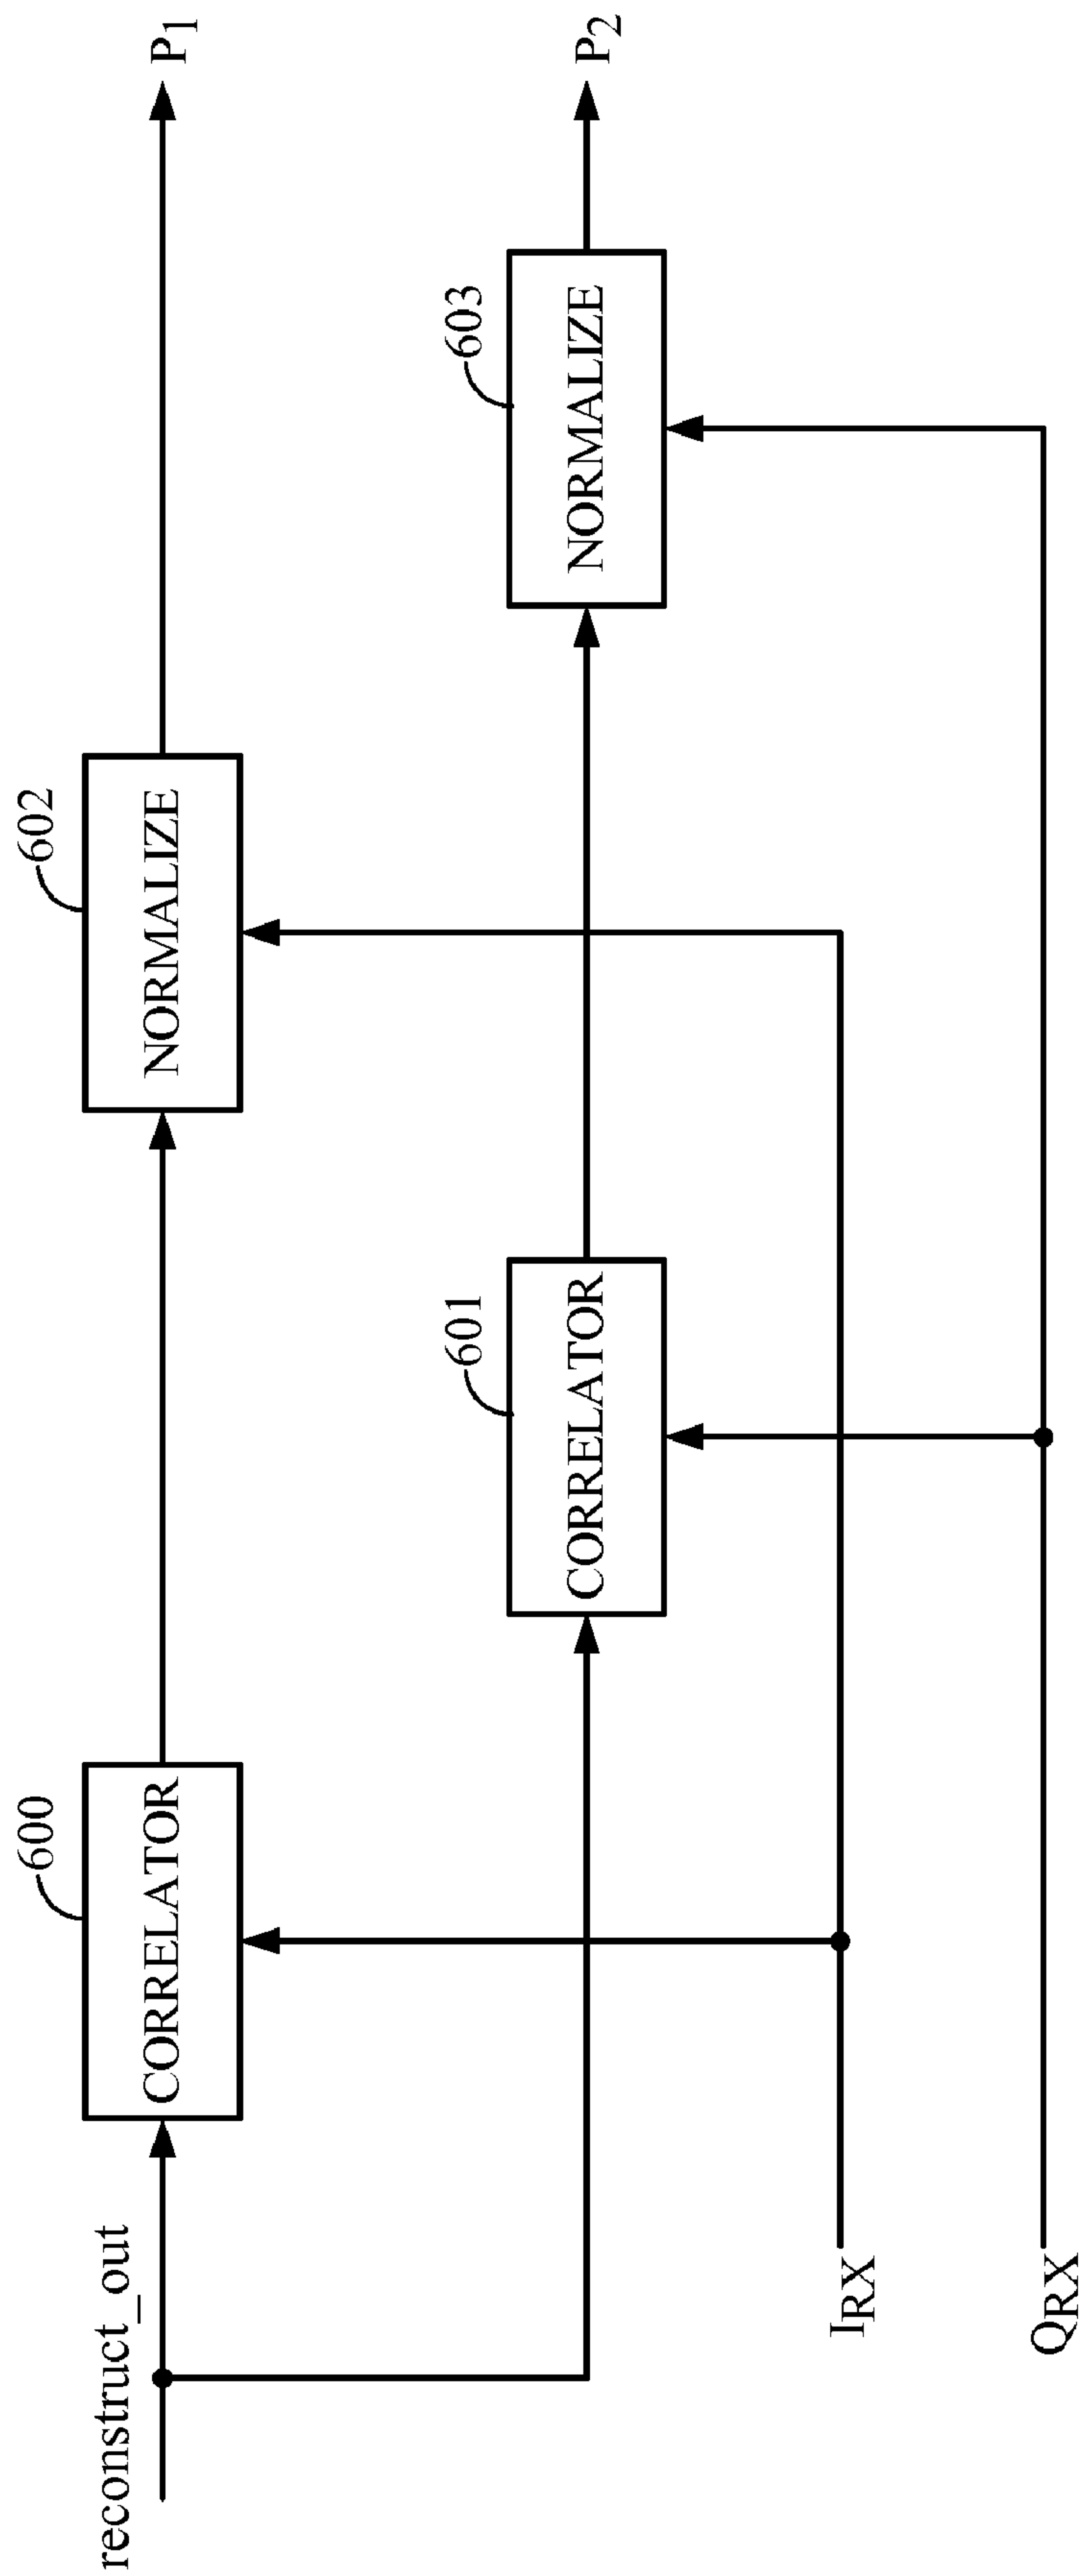 reconstruct_out
600
CORRELATOR
602
NORMALIZE
P1
601
CORRELATOR
603
NORMALIZE
P2
IRX
QRX